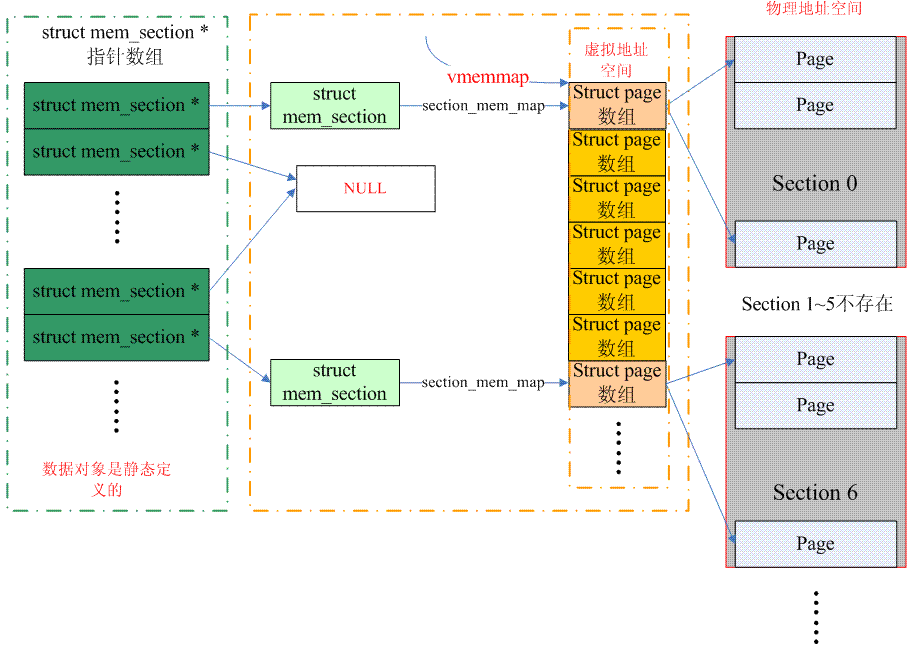 struct mem_section *
指针数组
struct mem_section *
struct mem_section *
struct mem_section *
struct mem_section *
数据对象是静态定
义的
struct
mem_section
NULL
struct
mem_section
vmemmap
section_mem_map
section_mem_map
虚拟地址
空间
Struct page
数组
Struct page
数组
Struct page
数组
Struct page
数组
Struct page
数组
Struct page
数组
Struct page
数组
物理地址空间
Page
Page
Section 0
Page
Section 1~5不存在
Page
Page
Section 6
Page